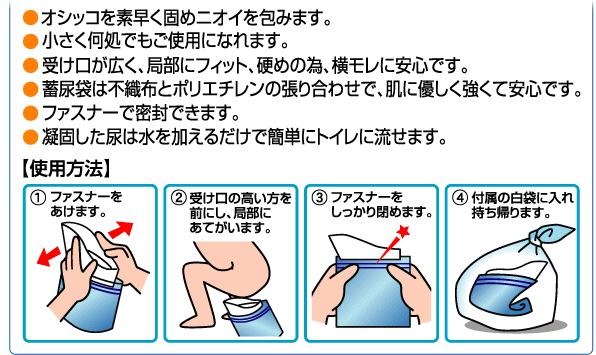 ●オシッコを素早く固めニオイを包みます。
●小さく何処でもご使用になれます。
●受け口が広く、局部にフィット、硬めの為、横モレに安心です。
●蓄尿袋は不織布とポリエチレンの張り合わせで、肌に優しく強くて安心です。
●ファスナーで密封できます。
●凝固した尿は水を加えるだけで簡単にトイレに流せます。
【使用方法】
① ファスナーを
あけます。
② 受け口の高い方を
前にし、局部に
あてがいます。
③ ファスナーを
しっかり閉めます。
④ 付属の白袋に入れ
持ち帰ります。